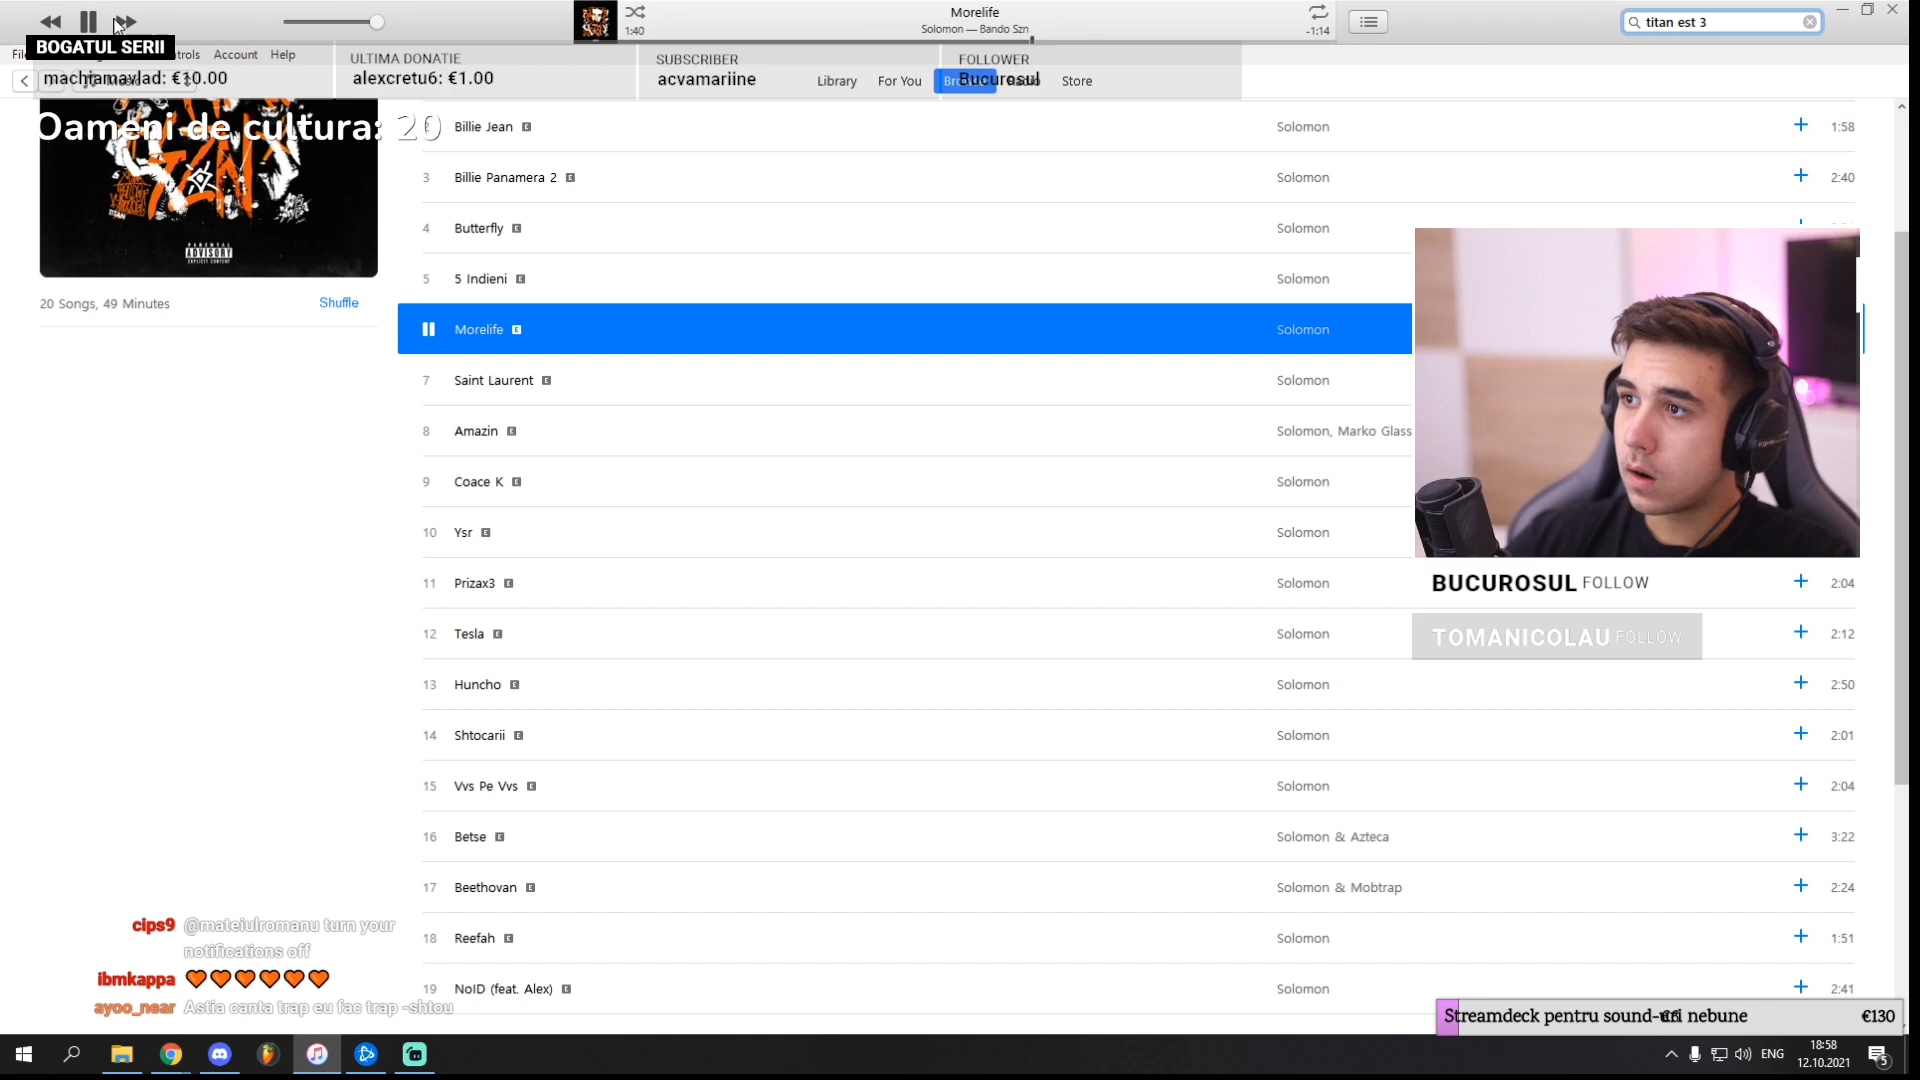 Morelife
Solomon — Bando Szn
1:40
-1:14
titan est 3
BOGATUL SERII
Account
Help
machiamavlad: €10.00
ULTIMA DONATIE
alexcretu6: €1.00
SUBSCRIBER
acvamariine
FOLLOWER
Bucurosul
Library
For You
Store
Oameni de cultura: 20
Billie Jean E Solomon 1:58
3 Billie Panamera 2 E Solomon 2:40
4 Butterfly E Solomon
5 5 Indieni E Solomon
Morelife E Solomon
7 Saint Laurent E Solomon
8 Amazin E Solomon, Marko Glass
9 Coace K E Solomon
10 Ysr E Solomon
11 Prizax3 E Solomon 2:04
12 Tesla E Solomon 2:12
13 Huncho E Solomon 2:50
14 Shtocarii E Solomon 2:01
15 Vvs Pe Vvs E Solomon 2:04
16 Betse E Solomon & Azteca 3:22
17 Beethovan E Solomon & Mobtrap 2:24
18 Reefah E Solomon 1:51
19 NoID (feat. Alex) E Solomon 2:41
PARENTAL
ADVISORY
EXPLICIT CONTENT
20 Songs, 49 Minutes
Shuffle
BUCUROSUL FOLLOW
TOMANICOLAU FOLLOW
cips9 @mateiulromanu turn your
notifications off
ibmkappa
ayoo_near Astia canta trap eu fac trap -shtou
Streamdeck pentru sound-uri nebune
€130
ENG
18:58
12.10.2021
5